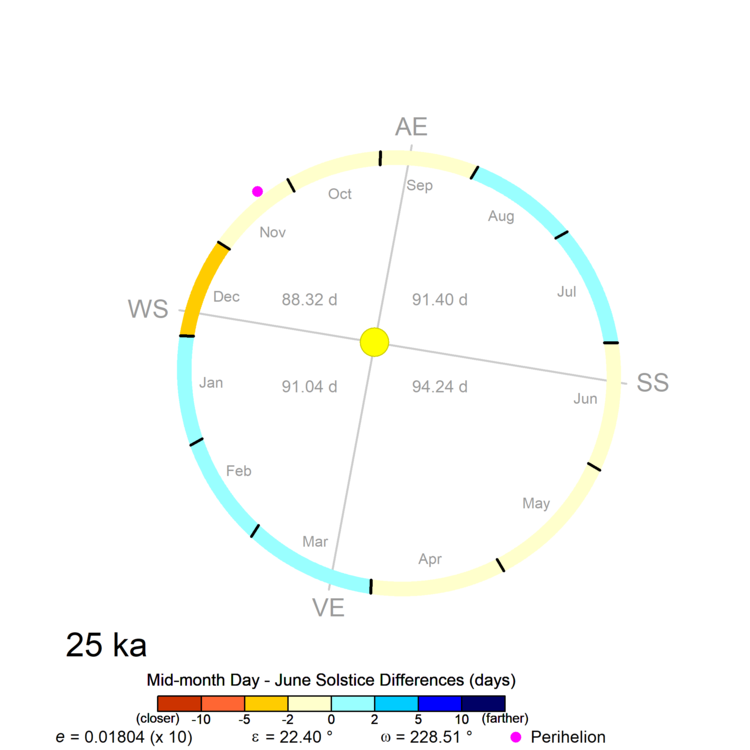 AE
Sep
Oct
Aug
Nov
Jul
Dec
88.32 d
91.40 d
WS
SS
Jan
91.04 d
94.24 d
Jun
Feb
May
Mar
Apr
VE
25 ka
Mid-month Day - June Solstice Differences (days)
(closer) -10 -5 -2 0 2 5 10 (farther)
e = 0.01804 (x 10) ε = 22.40 ° ω = 228.51 ° Perihelion